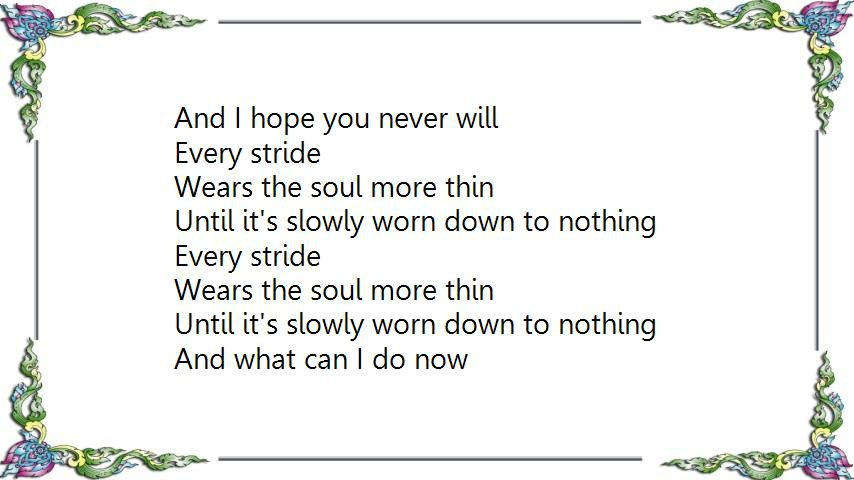 And I hope you never will
Every stride
Wears the soul more thin
Until it's slowly worn down to nothing
Every stride
Wears the soul more thin
Until it's slowly worn down to nothing
And what can I do now